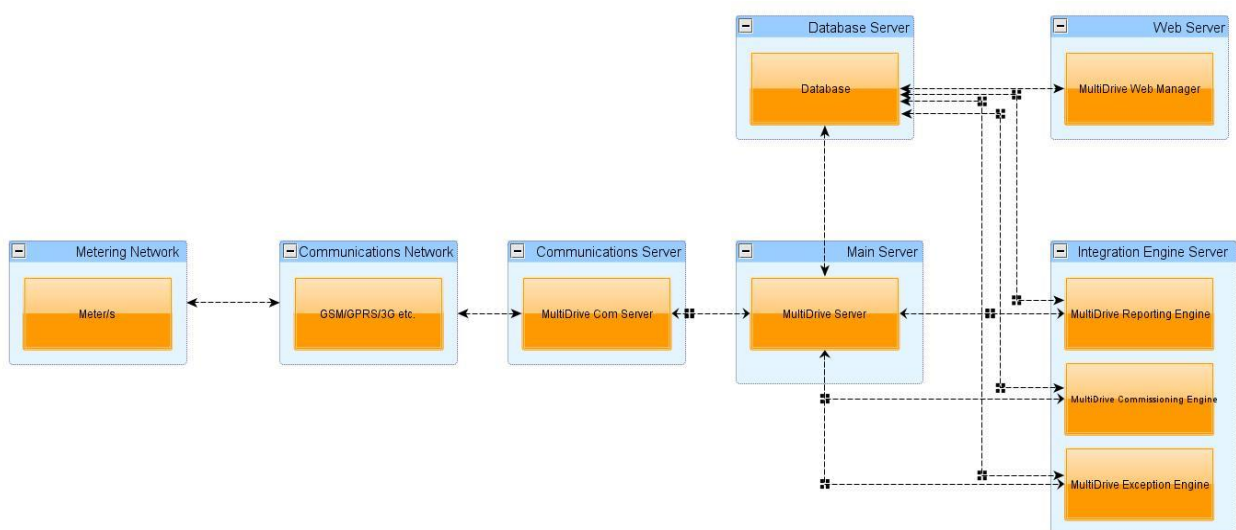 Database Server
Web Server
Database
MultiDrive Web Manager
Metering Network
Communications Network
Communications Server
Main Server
Integration Engine Server
Meter/s
GSM/GPRS/3G etc.
MultiDrive Com Server
MultiDrive Server
MultiDrive Reporting Engine
MultiDrive Commissioning Engine
MultiDrive Exception Engine